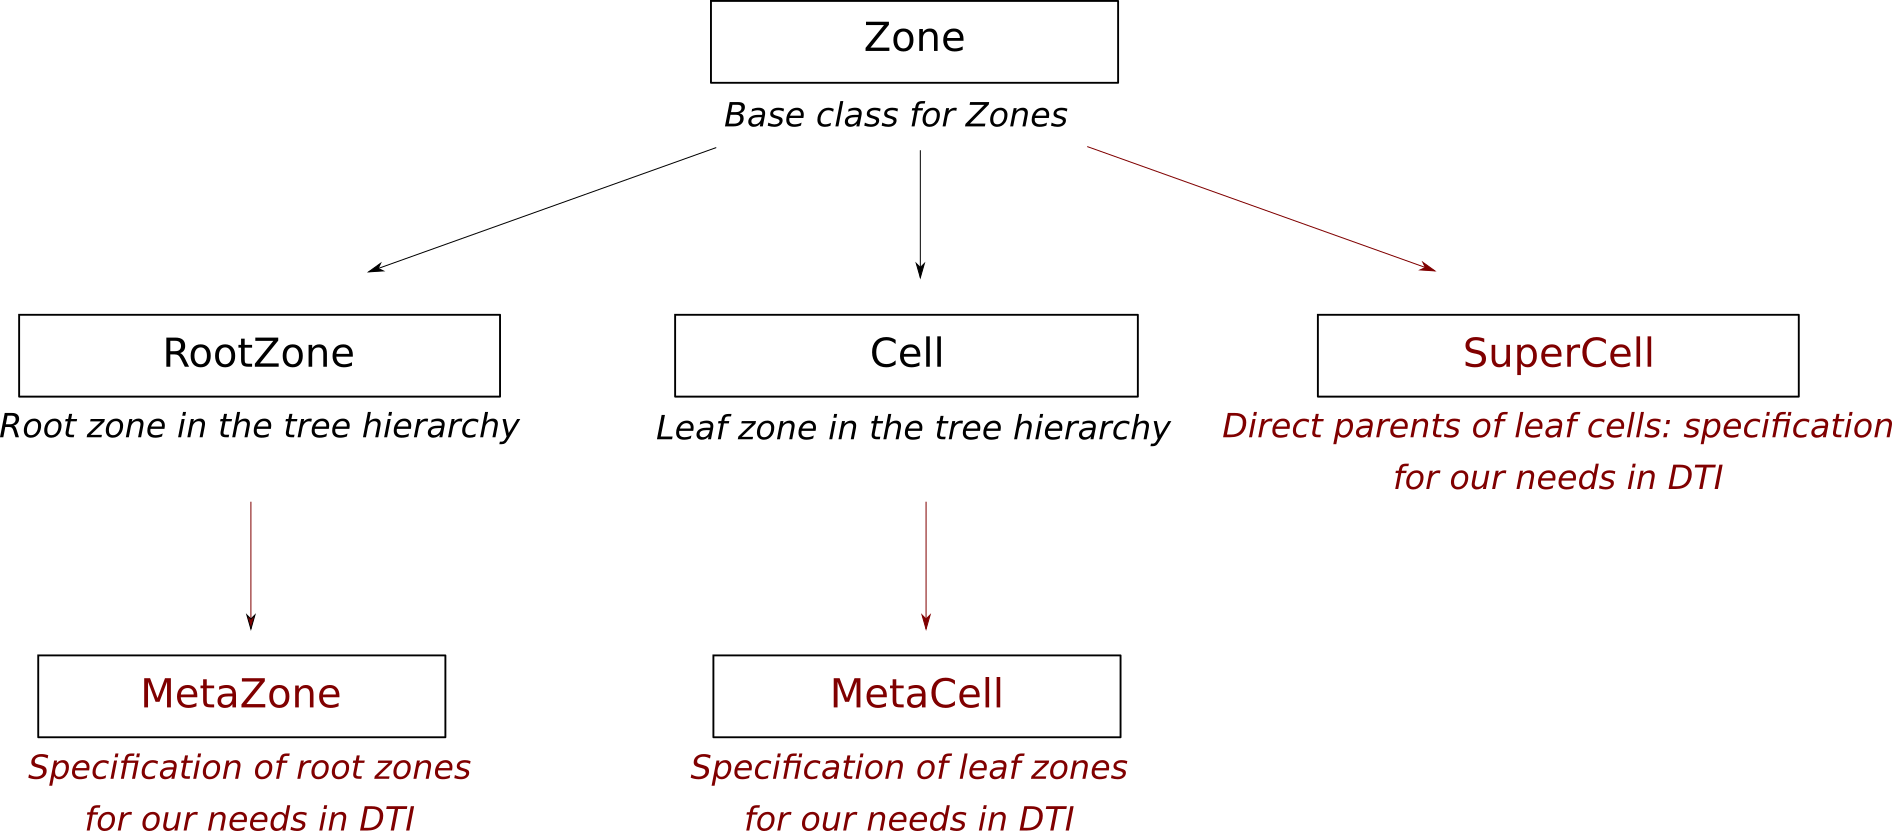 Zone
Base class for Zones
RootZone
Cell
SuperCell
Root zone in the tree hierarchy
Leaf zone in the tree hierarchy
Direct parents of leaf cells: specification
for our needs in DTI
MetaZone
MetaCell
Specification of root zones
for our needs in DTI
Specification of leaf zones
for our needs in DTI